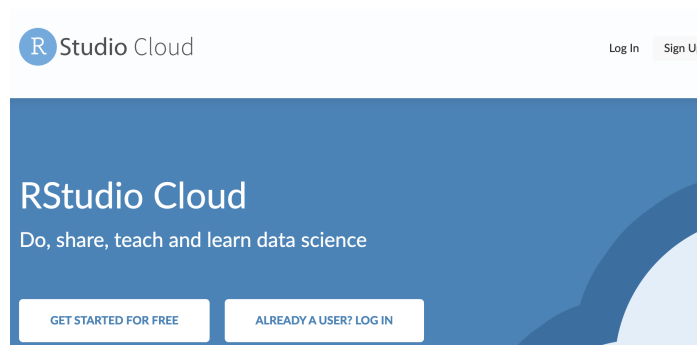 R Studio Cloud
Log In
Sign U
RStudio Cloud
Do, share, teach and learn data science
GET STARTED FOR FREE
ALREADY A USER? LOG IN